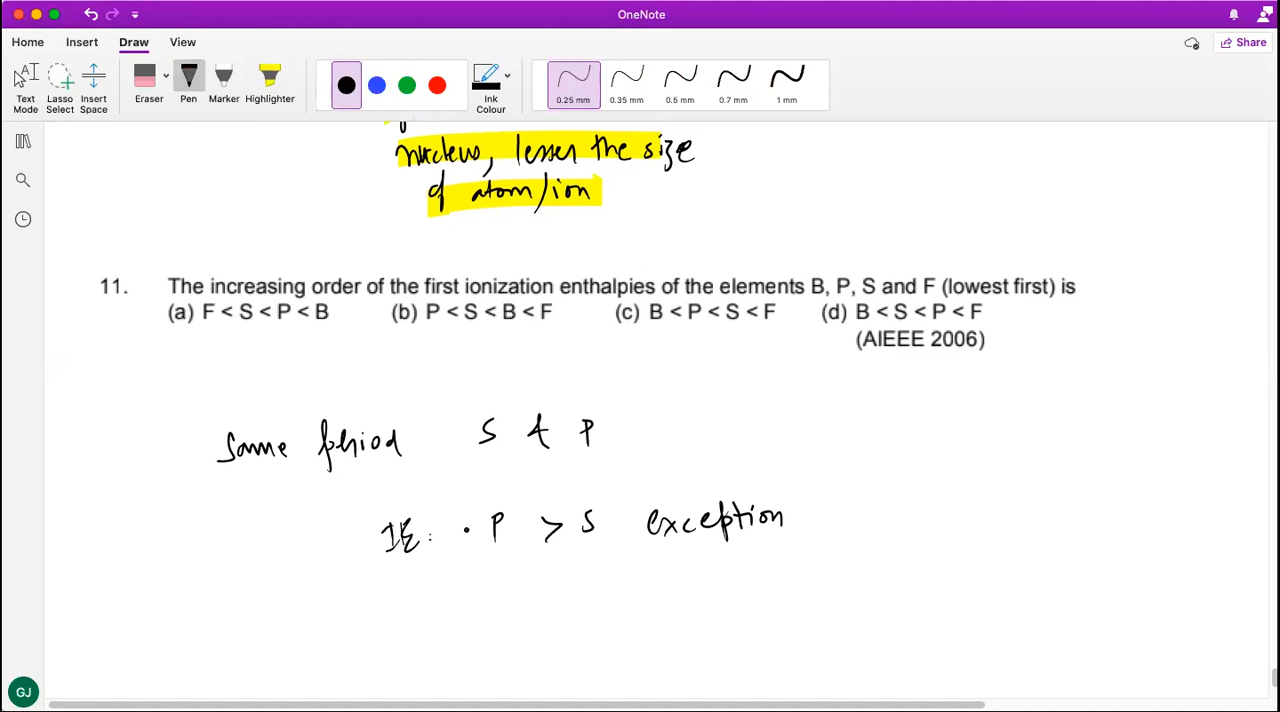 OneNote
Home Insert Draw View
Share
Text Mode
Lasso Select
Insert Space
Eraser
Pen
Marker
Highlighter
Ink Colour
0.25 mm
0.35 mm
0.5 mm
0.7 mm
1 mm
nucleus, lesser the size
of atom/ion
11. The increasing order of the first ionization enthalpies of the elements B, P, S and F (lowest first) is
(a) F < S < P < B (b) P < S < B < F (c) B < P < S < F (d) B < S < P < F
(AIEEE 2006)
Same period S & P
IE: . P > S exception
GJ